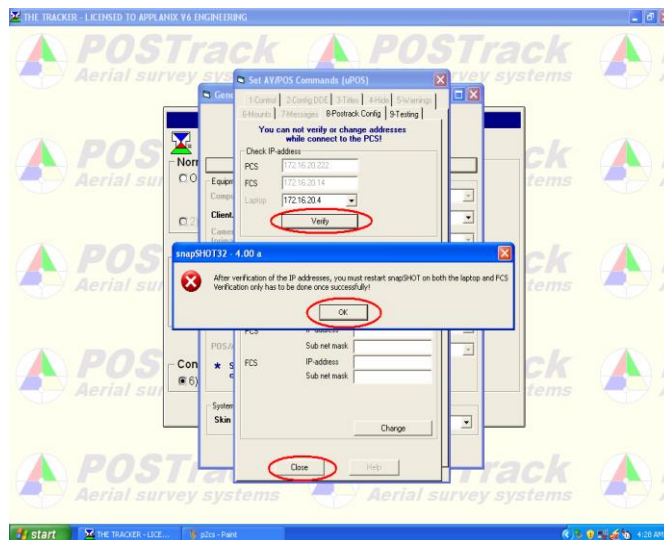 THE TRACKER - LICENSED TO APPLANIX V6 ENGINEERING
POSTrack
Aerial survey systems
Set AV/POS Commands (uPOS)
1-Control 2-Config DDE 3-Titles 4-Hide 5-Warnings
6-Mounts 7-Messages 8-Postrack Config 9-Testing
You can not verify or change addresses
while connect to the PCS!
Check IP-address
PCS 172.16.20.222
FCS 172.16.20.14
Laptop 172.16.20.4
Verify
Client
snapSHOT32 - 4.00 a
After verification of the IP addresses, you must restart snapSHOT on both the laptop and FCS
Verification only has to be done once successfully!
OK
Sub net mask
FCS IP-address
Sub net mask
Change
System
Skin
Close Help
start THE TRACKER - LICE... p2cs - Paint 4:28 AM